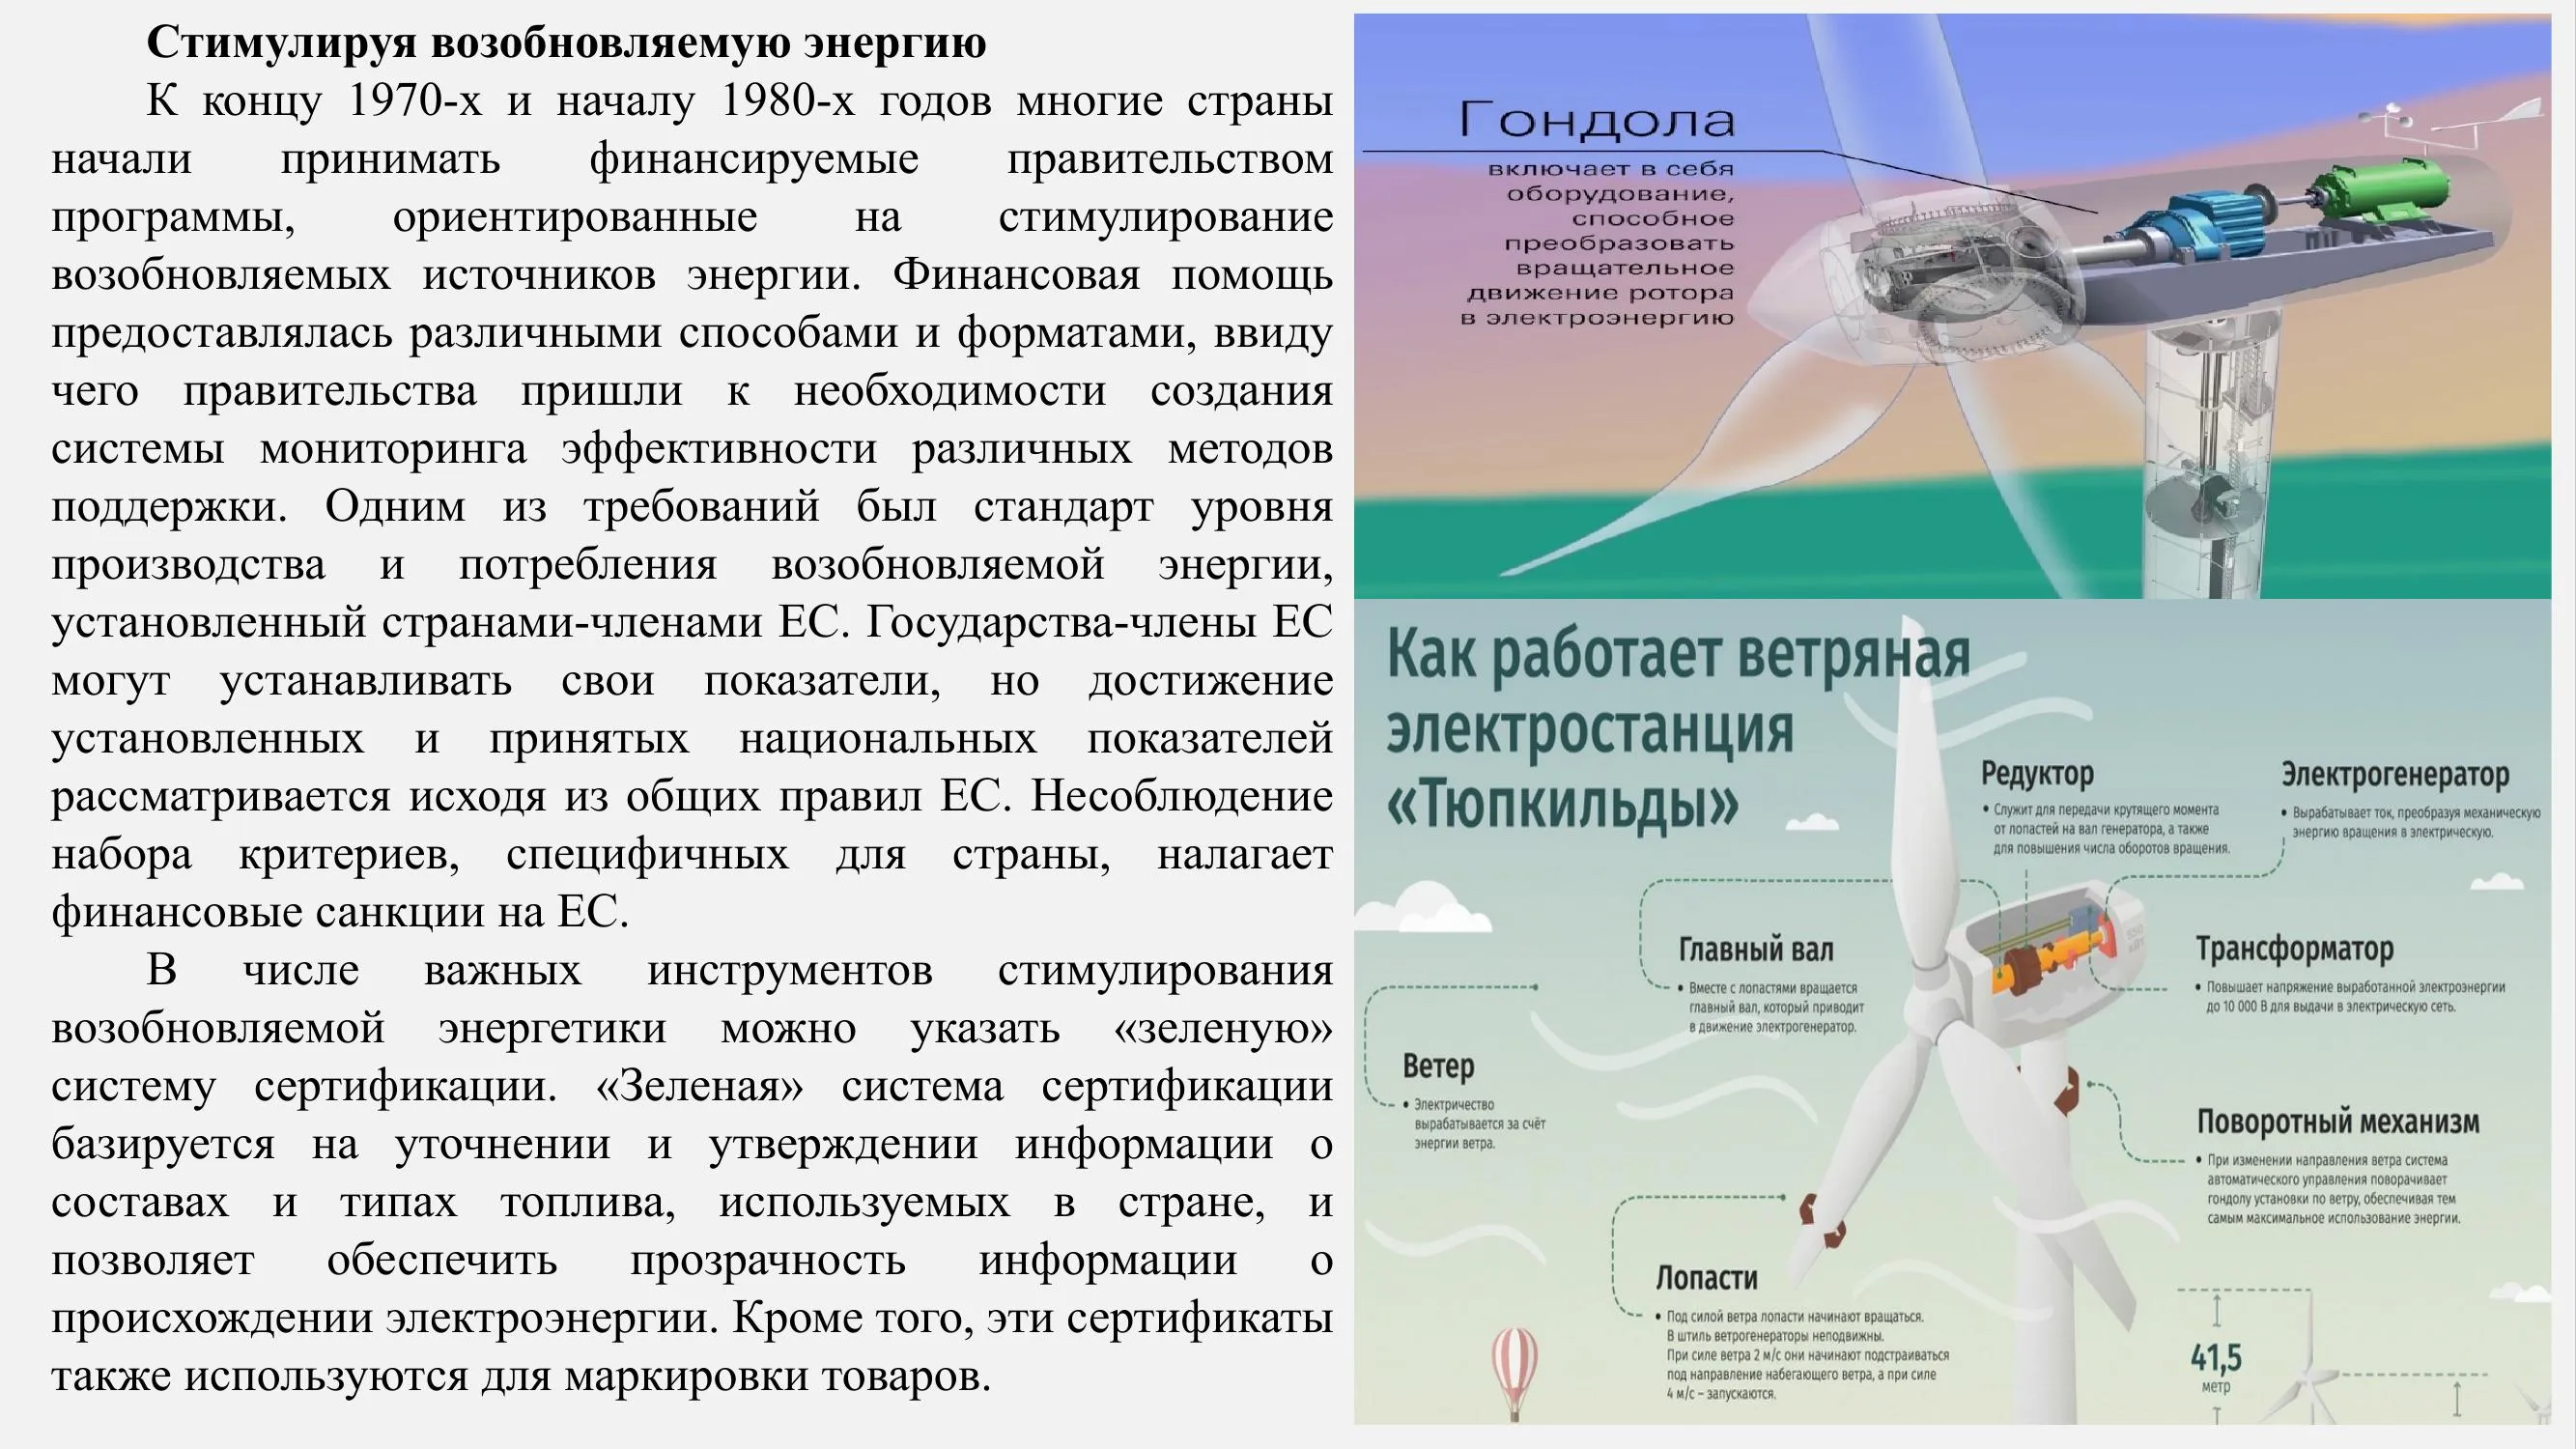 Стимулируя возобновляемую энергию
К концу 1970-х и началу 1980-х годов многие страны
начали принимать финансируемые правительством
программы, ориентированные на стимулирование
возобновляемых источников энергии. Финансовая помощь
предоставлялась различными способами и форматами, ввиду
чего правительства пришли к необходимости создания
системы мониторинга эффективности различных методов
поддержки. Одним из требований был стандарт уровня
производства и потребления возобновляемой энергии,
установленный странами-членами ЕС. Государства-члены ЕС
могут устанавливать свои показатели, но достижение
установленных и принятых национальных показателей
рассматривается исходя из общих правил ЕС. Несоблюдение
набора критериев, специфичных для страны, налагает
финансовые санкции на ЕС.
В числе важных инструментов стимулирования
возобновляемой энергетики можно указать «зеленую»
систему сертификации. «Зеленая» система сертификации
базируется на уточнении и утверждении информации о
составах и типах топлива, используемых в стране, и
позволяет обеспечить прозрачность информации о
происхождении электроэнергии. Кроме того, эти сертификаты
также используются для маркировки товаров.
Гондола
включает в себя
оборудование,
способное
преобразовать
вращательное
движение ротора
в электроэнергию
Как работает ветряная
электростанция
«Тюпкильды»
Редуктор
• Служит для передачи крутящего момента
от лопастей на вал генератора, а также
для повышения числа оборотов вращения.
Электрогенератор
• Вырабатывает ток, преобразуя механическую
энергию вращения в электрическую.
Главный вал
• Вместе с лопастями вращается
главный вал, который приводит
в движение электрогенератор.
550
кВт
Трансформатор
• Повышает напряжение выработанной электроэнергии
до 10 000 В для выдачи в электрическую сеть.
Ветер
• Электричество
вырабатывается за счёт
энергии ветра.
Поворотный механизм
• При изменении направления ветра система
автоматического управления поворачивает
гондолу установки по ветру, обеспечивая тем
самым максимальное использование энергии.
Лопасти
• Под силой ветра лопасти начинают вращаться.
В штиль ветрогенераторы неподвижны.
При силе ветра 2 м/с они начинают подстраиваться
под направление набегающего ветра, а при силе
4 м/с – запускаются.
41,5
метр